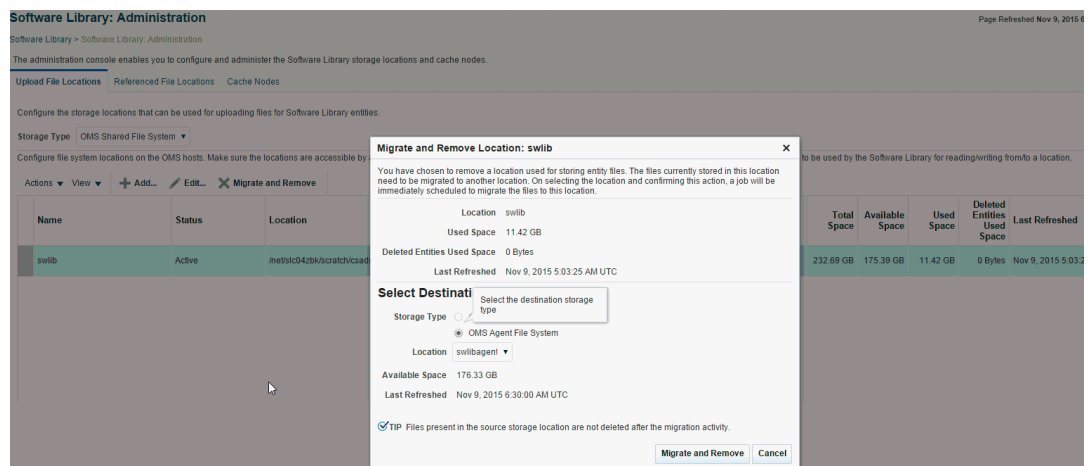 Software Library: Administration
Page Refreshed Nov 9, 2015 6
Software Library > Software Library: Administration
The administration console enables you to configure and administer the Software Library storage locations and cache nodes.
Upload File Locations Referenced File Locations Cache Nodes
Configure the storage locations that can be used for uploading files for Software Library entities.
Storage Type OMS Shared File System
Configure file system locations on the OMS hosts. Make sure the locations are accessible by
to be used by the Software Library for reading/writing from/to a location.
Actions View Add... Edit... Migrate and Remove
Name Status Location Total Space Available Space Used Space Deleted Entities Used Space Last Refreshed
swlib Active /net/slc04zbk/scratch/csad 232.69 GB 175.39 GB 11.42 GB 0 Bytes Nov 9, 2015 5:03:2
Migrate and Remove Location: swlib
You have chosen to remove a location used for storing entity files. The files currently stored in this location
need to be migrated to another location. On selecting the location and confirming this action, a job will be
immediately scheduled to migrate the files to this location.
Location swlib
Used Space 11.42 GB
Deleted Entities Used Space 0 Bytes
Last Refreshed Nov 9, 2015 5:03:25 AM UTC
Select Destinati
Select the destination storage
type
Storage Type
OMS Agent File System
Location swlibagent
Available Space 176.33 GB
Last Refreshed Nov 9, 2015 6:30:00 AM UTC
TIP Files present in the source storage location are not deleted after the migration activity.
Migrate and Remove Cancel